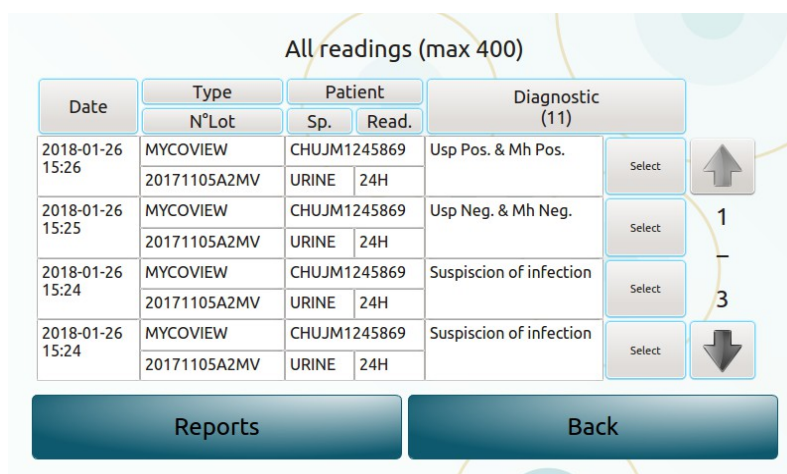 All readings (max 400)
Date Type Patient Diagnostic
(11)
N°Lot Sp. Read.
2018-01-26
15:26 MYCOVIEW CHUJM1245869 Usp Pos. & Mh Pos. Select
20171105A2MV URINE 24H
2018-01-26
15:25 MYCOVIEW CHUJM1245869 Usp Neg. & Mh Neg. Select
20171105A2MV URINE 24H
2018-01-26
15:24 MYCOVIEW CHUJM1245869 Suspiscion of infection Select
20171105A2MV URINE 24H
2018-01-26
15:24 MYCOVIEW CHUJM1245869 Suspiscion of infection Select
20171105A2MV URINE 24H
1
–
3
Reports Back